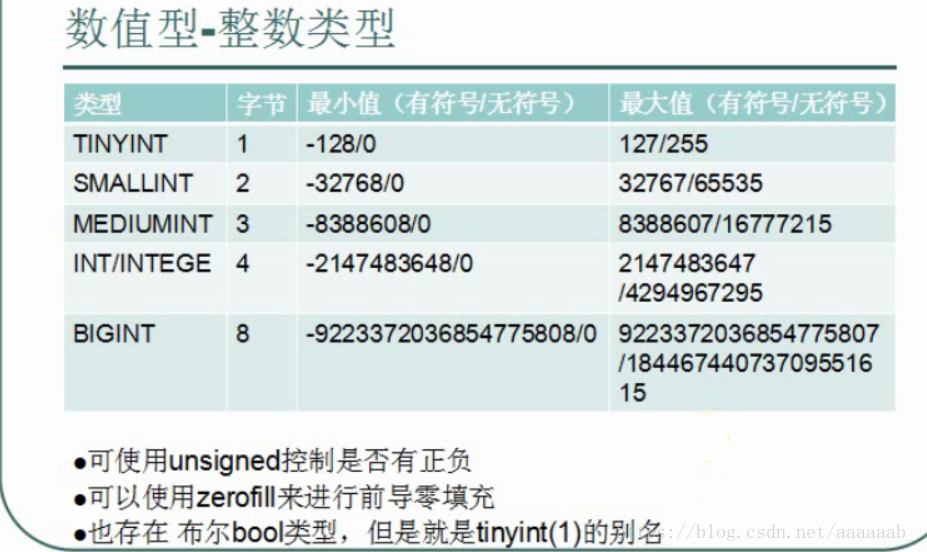 数值型-整数类型
类型 字节 最小值（有符号/无符号） 最大值（有符号/无符号）
TINYINT 1 -128/0 127/255
SMALLINT 2 -32768/0 32767/65535
MEDIUMINT 3 -8388608/0 8388607/16777215
INT/INTEGE 4 -2147483648/0 2147483647
/4294967295
BIGINT 8 -9223372036854775808/0 9223372036854775807
/184467440737095516
15
●可使用unsigned控制是否有正负
●可以使用zerofill来进行前导零填充
●也存在 布尔bool类型，但是就是tinyint(1)的别名
https://blog.csdn.net/aaaaaab